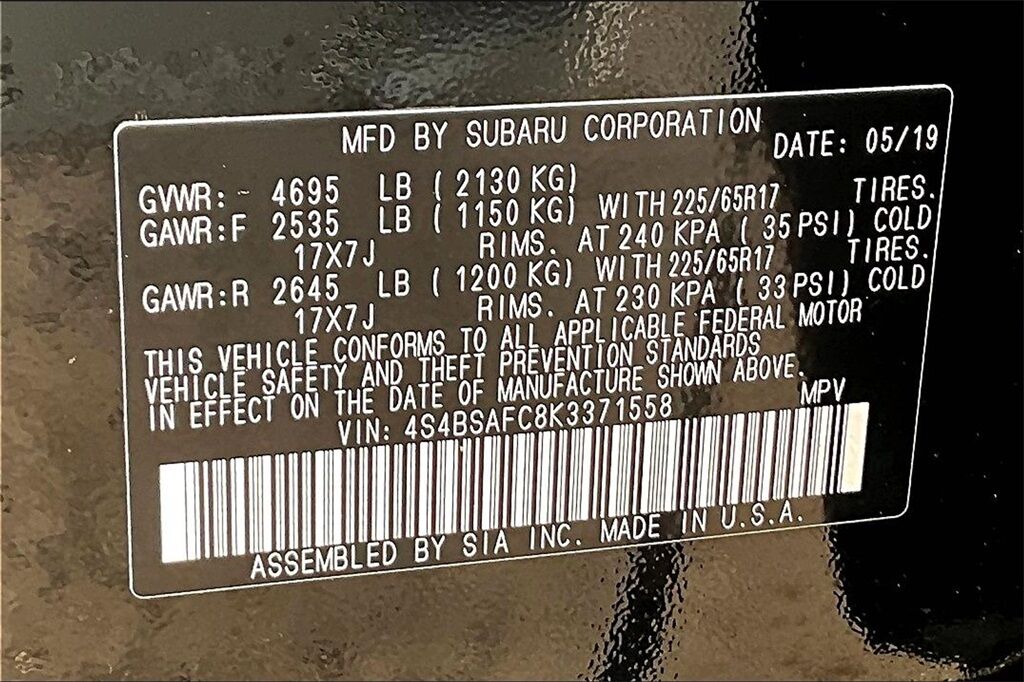 MFD BY SUBARU CORPORATION DATE: 05/19
GVWR: - 4695 LB ( 2130 KG)
GAWR:F 2535 LB ( 1150 KG) WITH 225/65R17 TIRES.
17X7J RIMS. AT 240 KPA ( 35 PSI) COLD
GAWR:R 2645 LB ( 1200 KG) WITH 225/65R17 TIRES.
17X7J RIMS. AT 230 KPA ( 33 PSI) COLD
THIS VEHICLE CONFORMS TO ALL APPLICABLE FEDERAL MOTOR
VEHICLE SAFETY AND THEFT PREVENTION STANDARDS
IN EFFECT ON THE DATE OF MANUFACTURE SHOWN ABOVE.
VIN: 4S4BSAFC8K3371558 MPV
ASSEMBLED BY SIA INC. MADE IN U.S.A.